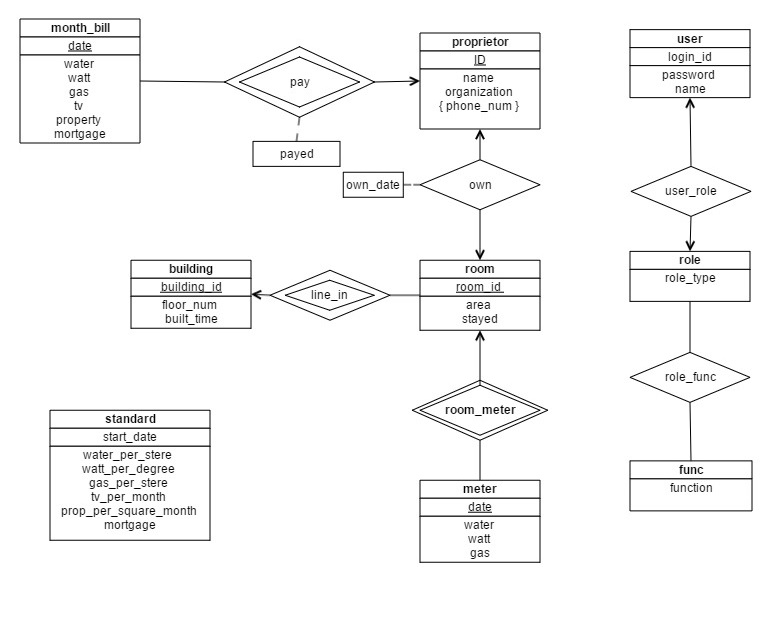 month_bill
date
water
watt
gas
tv
property
mortgage
pay
payed
proprietor
ID
name
organization
{ phone_num }
own_date
own
user
login_id
password
name
user_role
role
role_type
role_func
func
function
building
building_id
floor_num
built_time
line_in
room
room_id
area
stayed
room_meter
meter
date
water
watt
gas
standard
start_date
water_per_stere
watt_per_degree
gas_per_stere
tv_per_month
prop_per_square_month
mortgage